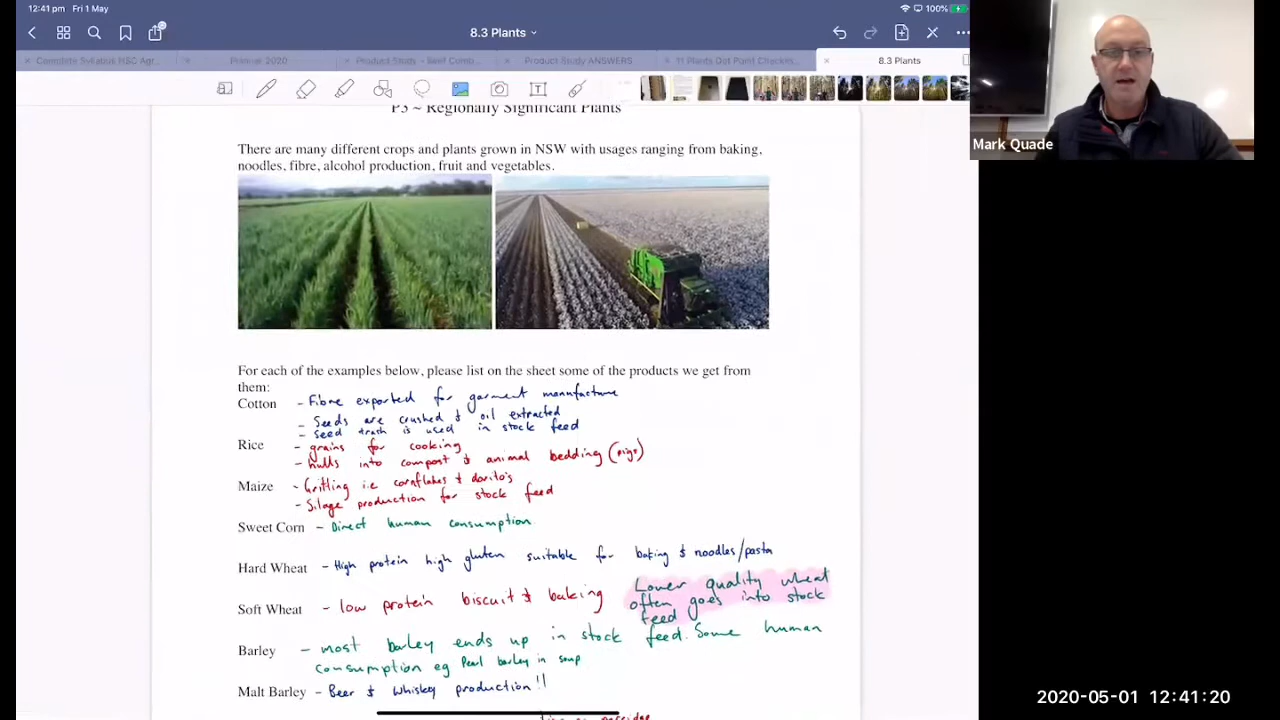 12:41 pm Fri 1 May
100%
8.3 Plants
Product Study ANSWERS
8.3 Plants
Mark Quade
P3 ~ Regionally Significant Plants
There are many different crops and plants grown in NSW with usages ranging from baking,
noodles, fibre, alcohol production, fruit and vegetables.
For each of the examples below, please list on the sheet some of the products we get from
them:
Cotton - Fibre exported for garment manufacture
- Seeds are crushed & oil extracted
- Seed trash is used in stock feed
Rice - grains for cooking
- hulls into compost & animal bedding (pigs)
Maize - Gritting i.e cornflakes & dorito's
- Silage production for stock feed
Sweet Corn - Direct human consumption
Hard Wheat - High protein high gluten suitable for baking & noodles/pasta
Soft Wheat - low protein biscuit & baking
Lower quality wheat
often goes into stock
feed
Barley - most barley ends up in stock feed. Some human
consumption eg Pearl barley in soup
Malt Barley - Beer & whiskey production!!
2020-05-01 12:41:20